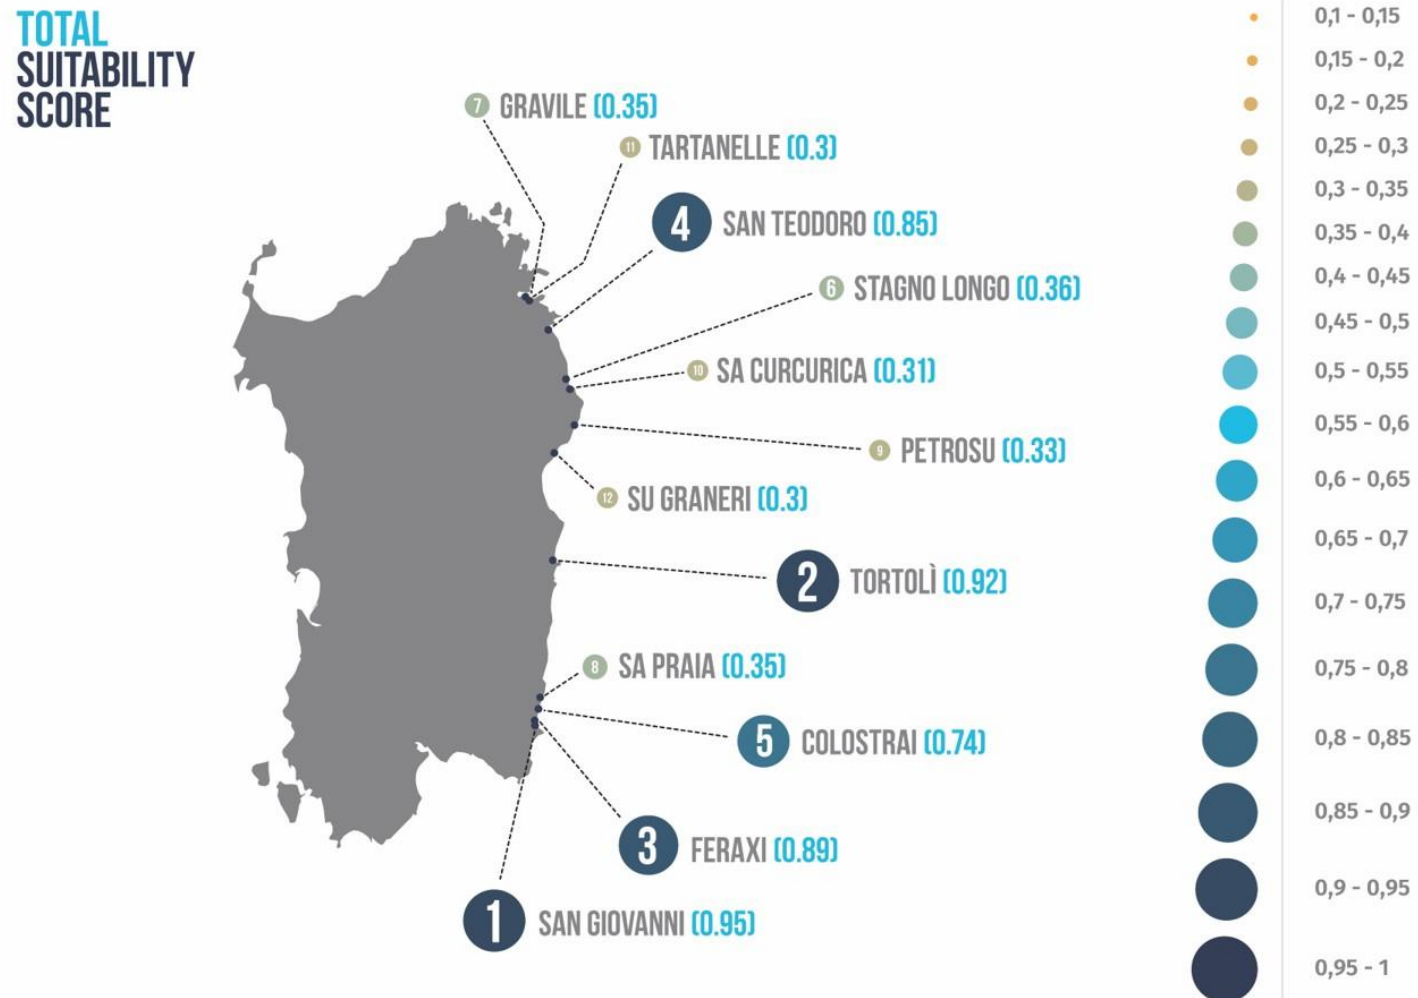 TOTAL
SUITABILITY
SCORE
7 GRAVILE (0.35)
11 TARTANELLE (0.3)
4 SAN TEODORO (0.85)
6 STAGNO LONGO (0.36)
10 SA CURCURICA (0.31)
9 PETROSU (0.33)
12 SU GRANERI (0.3)
2 TORTOLÌ (0.92)
8 SA PRAIA (0.35)
5 COLOSTRAI (0.74)
3 FERAXI (0.89)
1 SAN GIOVANNI (0.95)
0,1 - 0,15
0,15 - 0,2
0,2 - 0,25
0,25 - 0,3
0,3 - 0,35
0,35 - 0,4
0,4 - 0,45
0,45 - 0,5
0,5 - 0,55
0,55 - 0,6
0,6 - 0,65
0,65 - 0,7
0,7 - 0,75
0,75 - 0,8
0,8 - 0,85
0,85 - 0,9
0,9 - 0,95
0,95 - 1